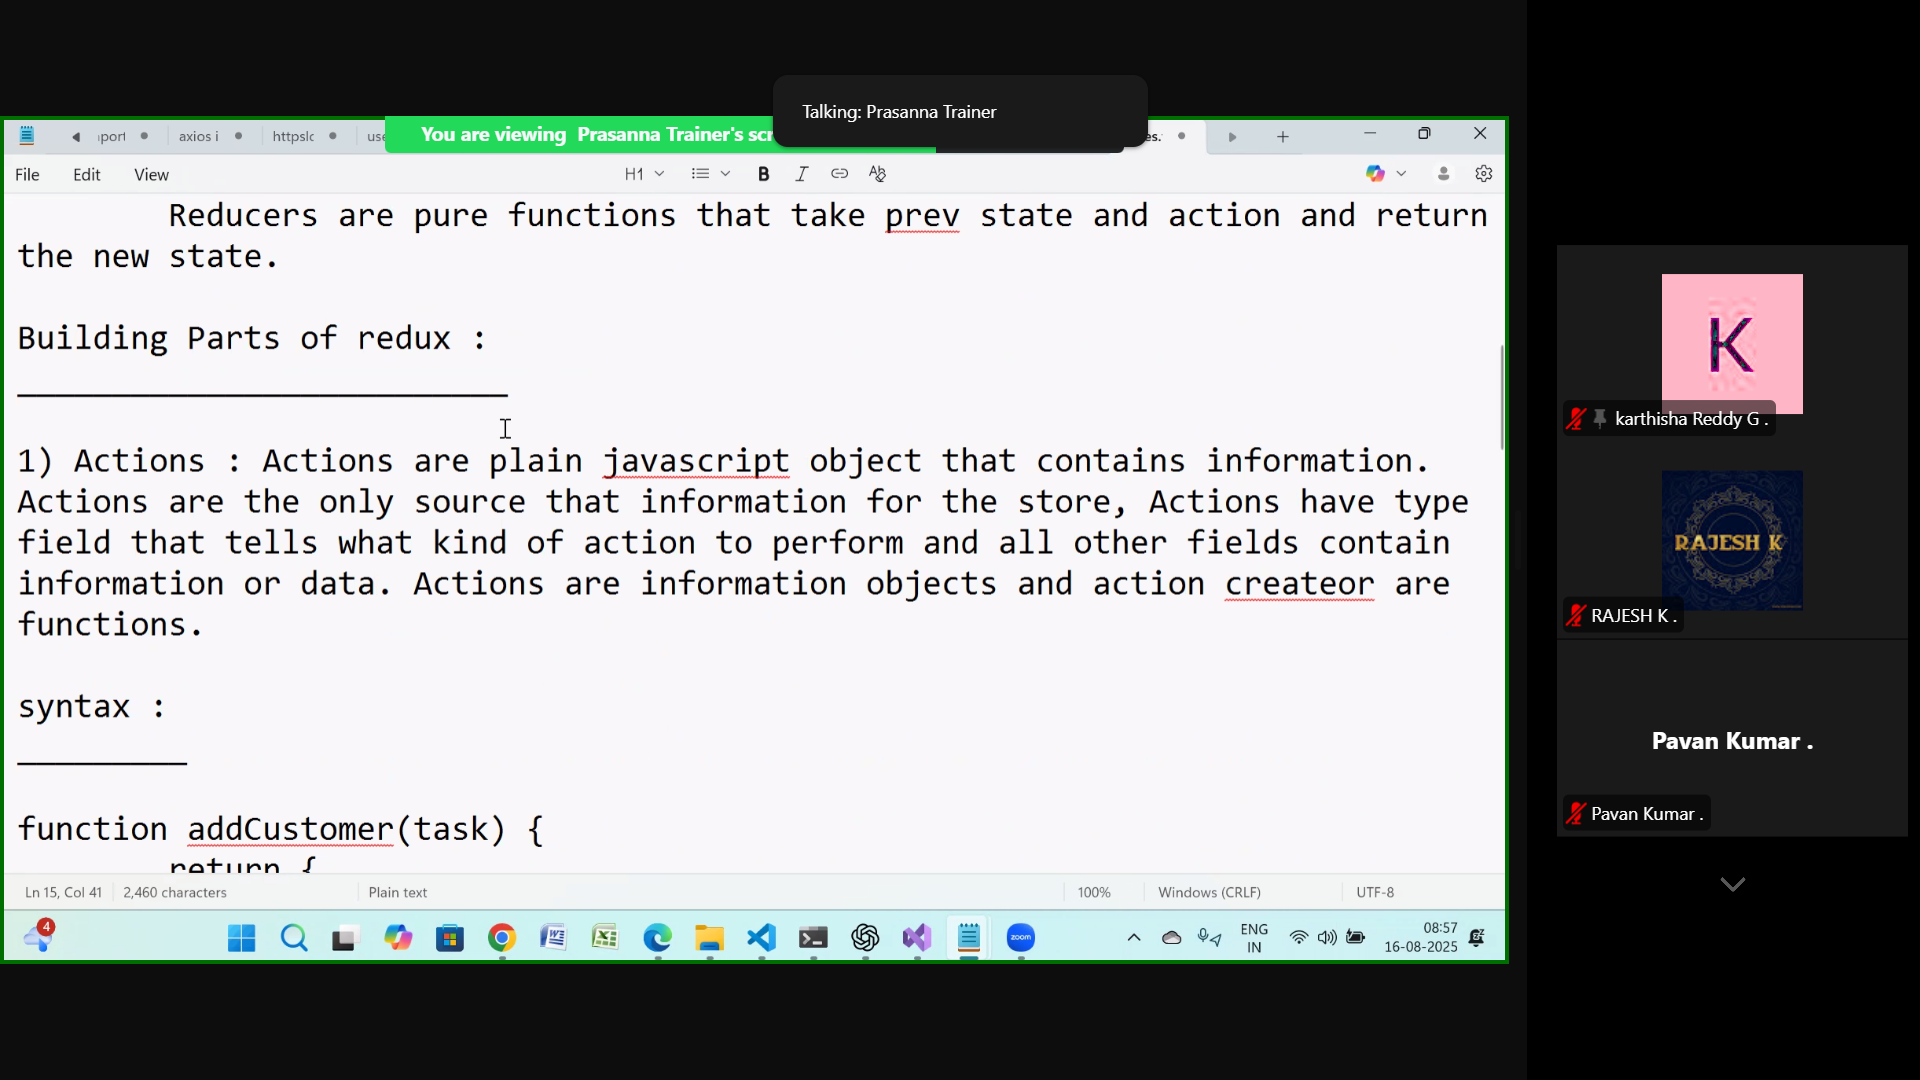 Talking: Prasanna Trainer
port
axios i
httpslc
use
You are viewing Prasanna Trainer's scr
es.
File Edit View
H1
Reducers are pure functions that take prev state and action and return
the new state.
Building Parts of redux :
1) Actions : Actions are plain javascript object that contains information.
Actions are the only source that information for the store, Actions have type
field that tells what kind of action to perform and all other fields contain
information or data. Actions are information objects and action createor are
functions.
syntax :
function addCustomer(task) {
return {
Ln 15, Col 41 2,460 characters Plain text 100% Windows (CRLF) UTF-8
4
zoom
ENG
IN
08:57
16-08-2025
K
karthisha Reddy G .
RAJESH K
RAJESH K .
Pavan Kumar .
Pavan Kumar .